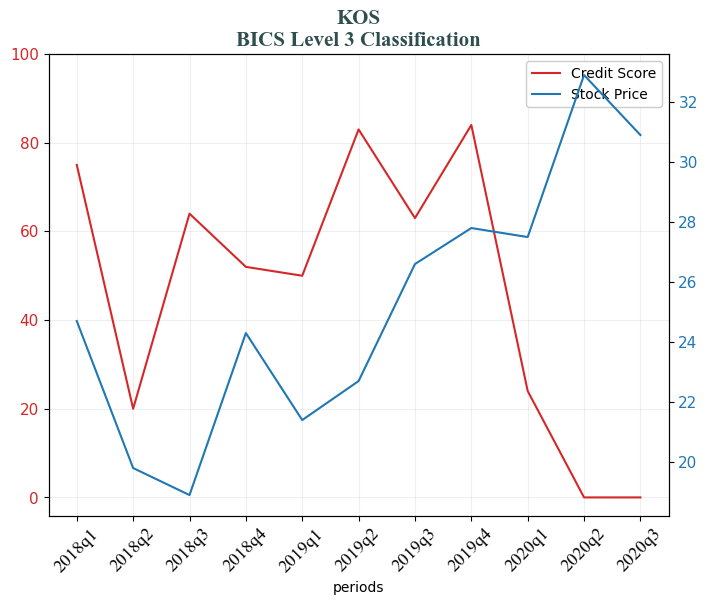 KOS
BICS Level 3 Classification
100
80
60
40
20
0
Credit Score
Stock Price
32
30
28
26
24
22
20
2018q1
2018q2
2018q3
2018q4
2019q1
2019q2
2019q3
2019q4
2020q1
2020q2
2020q3
periods